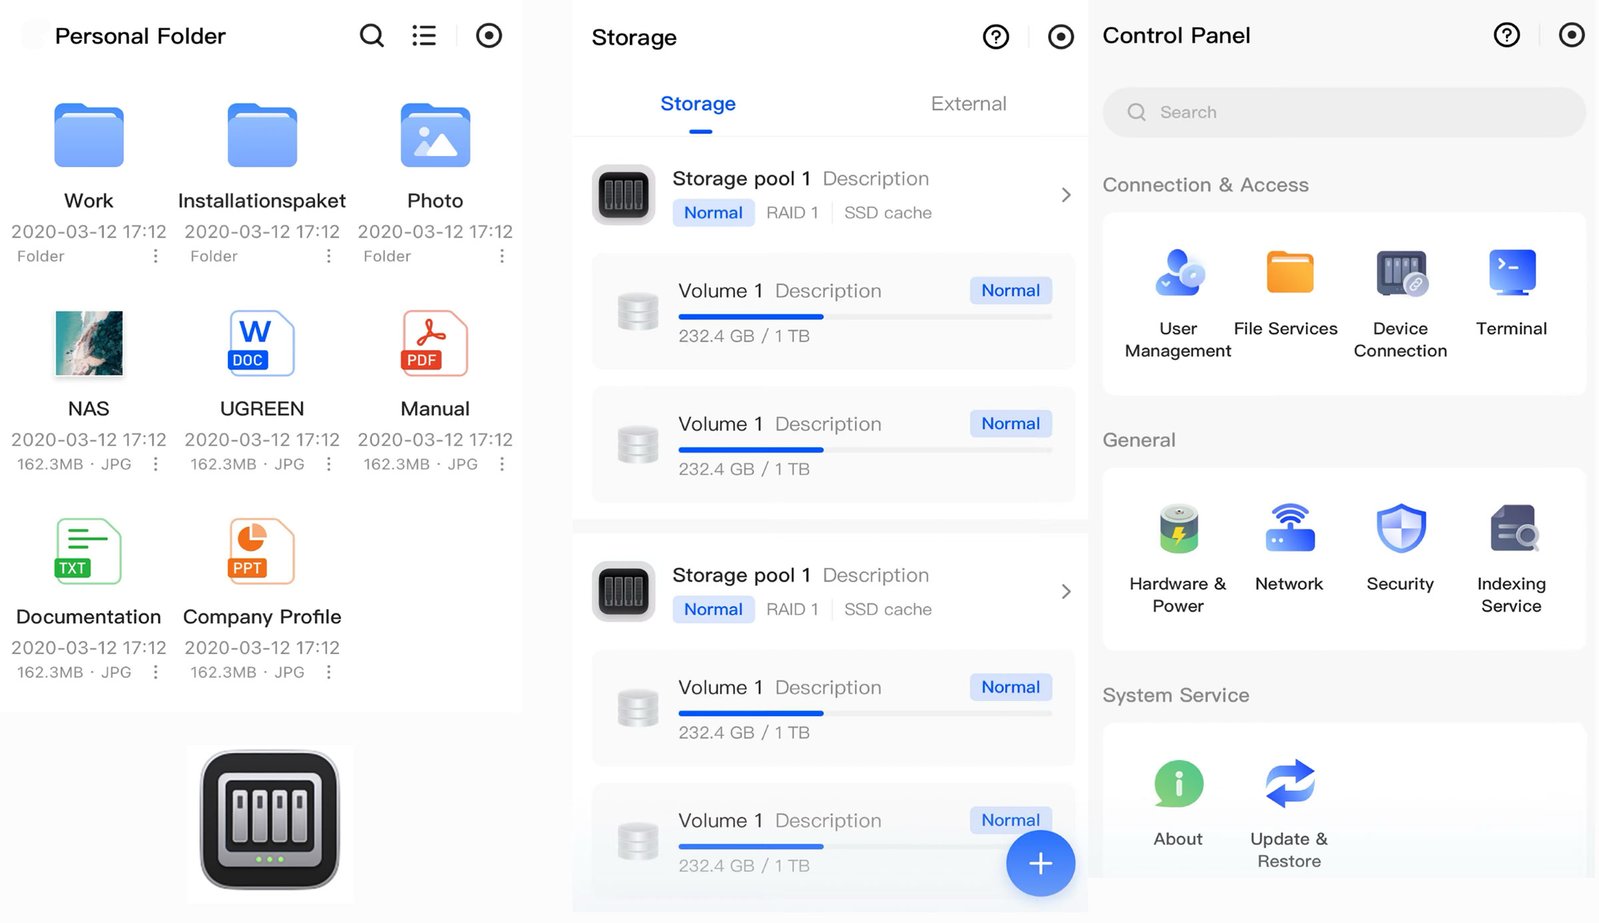 Personal Folder
Work
Installationspaket
Photo
2020-03-12 17:12
2020-03-12 17:12
2020-03-12 17:12
Folder
Folder
Folder
W
DOC
PDF
NAS
UGREEN
Manual
2020-03-12 17:12
2020-03-12 17:12
2020-03-12 17:12
162.3MB · JPG
162.3MB · JPG
162.3MB · JPG
TXT
PPT
Documentation
Company Profile
2020-03-12 17:12
2020-03-12 17:12
162.3MB · JPG
162.3MB · JPG
Storage
Storage
External
Storage pool 1 Description
Normal RAID 1 SSD cache
Volume 1 Description Normal
232.4 GB / 1 TB
Volume 1 Description Normal
232.4 GB / 1 TB
Storage pool 1 Description
Normal RAID 1 SSD cache
Volume 1 Description Normal
232.4 GB / 1 TB
Volume 1 Description Normal
232.4 GB / 1 TB
Control Panel
Search
Connection & Access
User
Management
File Services
Device
Connection
Terminal
General
Hardware &
Power
Network
Security
Indexing
Service
System Service
About
Update &
Restore